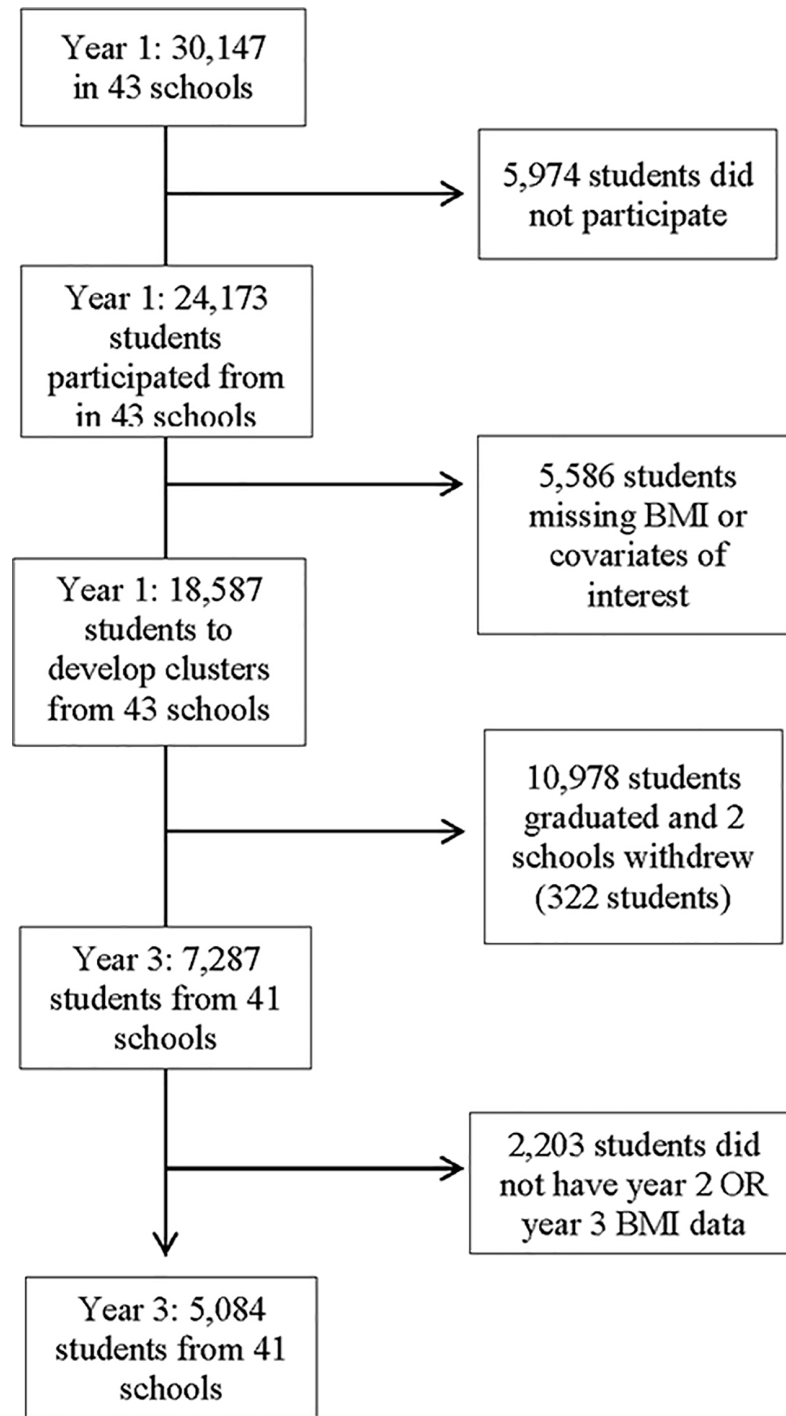 Year 1: 30,147
in 43 schools
5,974 students did
not participate
Year 1: 24,173
students
participated from
in 43 schools
5,586 students
missing BMI or
covariates of
interest
Year 1: 18,587
students to
develop clusters
from 43 schools
10,978 students
graduated and 2
schools withdrew
(322 students)
Year 3: 7,287
students from 41
schools
2,203 students did
not have year 2 OR
year 3 BMI data
Year 3: 5,084
students from 41
schools